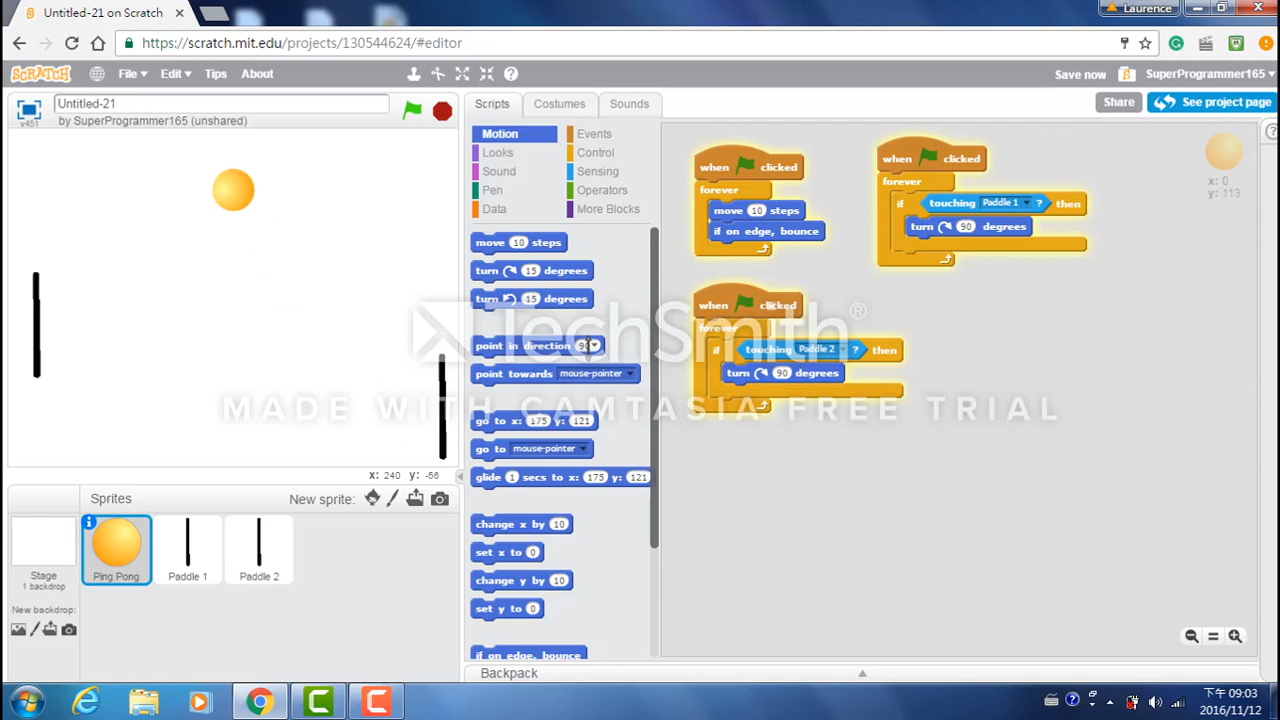 Untitled-21 on Scratch
Laurence
https://scratch.mit.edu/projects/130544624/#editor
SCRATCH
File
Edit
Tips
About
Save now
SuperProgrammer165
Untitled-21
by SuperProgrammer165 (unshared)
v451
Scripts
Costumes
Sounds
Share
See project page
Motion
Looks
Sound
Pen
Data
Events
Control
Sensing
Operators
More Blocks
move 10 steps
turn 15 degrees
turn 15 degrees
point in direction
point towards mouse-pointer
go to x: 175 y: 121
go to mouse-pointer
glide 1 secs to x: 175 y: 121
change x by 10
set x to 0
change y by 10
set y to 0
if on edge, bounce
when clicked
forever
move 10 steps
if on edge, bounce
when clicked
forever
if touching Paddle 1 ? then
turn 90 degrees
x: 0
y: 113
when clicked
forever
if touching Paddle 2 ? then
turn 90 degrees
TechSmith®
MADE WITH CAMTASIA FREE TRIAL
x: 240 y: -56
Sprites
New sprite:
Stage
1 backdrop
New backdrop:
Ping Pong
Paddle 1
Paddle 2
Backpack
下午 09:03
2016/11/12